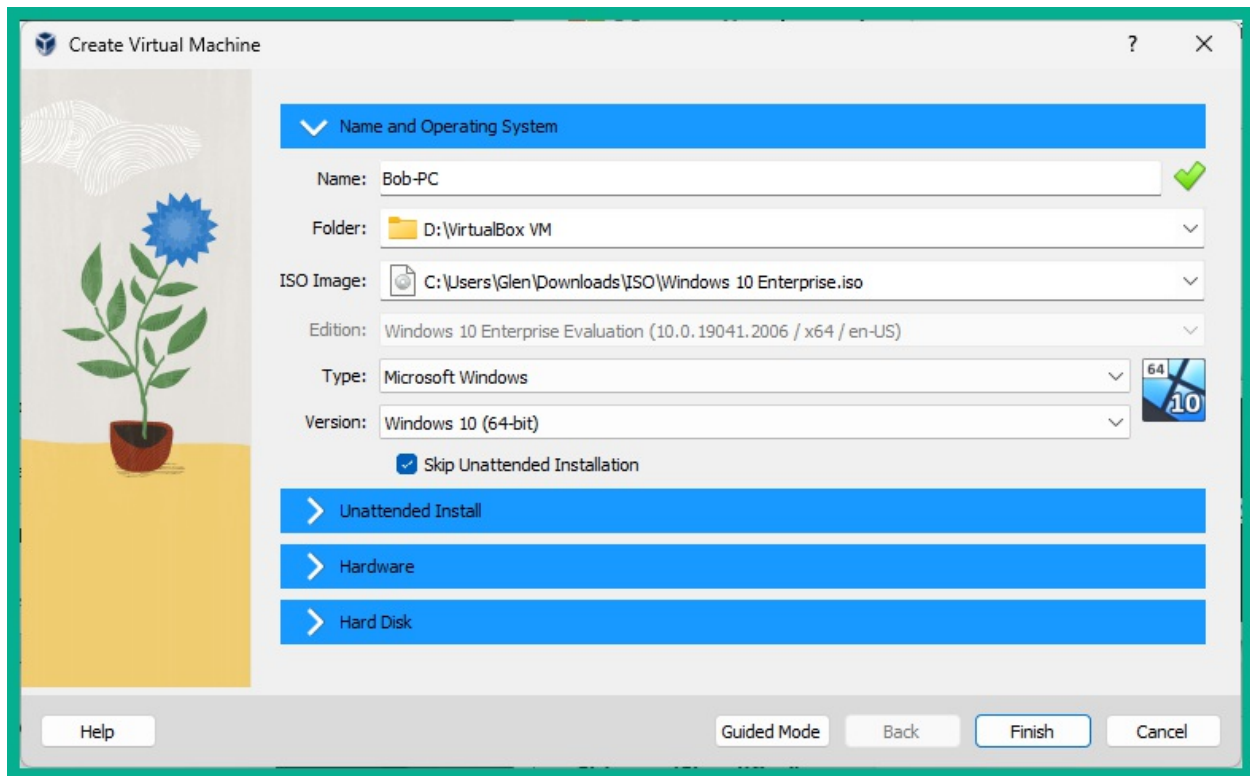 Create Virtual Machine
?
Name and Operating System
Name: Bob-PC
Folder: D:\VirtualBox VM
ISO Image: C:\Users\Glen\Downloads\ISO\Windows 10 Enterprise.iso
Edition: Windows 10 Enterprise Evaluation (10.0.19041.2006 / x64 / en-US)
Type: Microsoft Windows
64
10
Version: Windows 10 (64-bit)
Skip Unattended Installation
Unattended Install
Hardware
Hard Disk
Help Guided Mode Back Finish Cancel